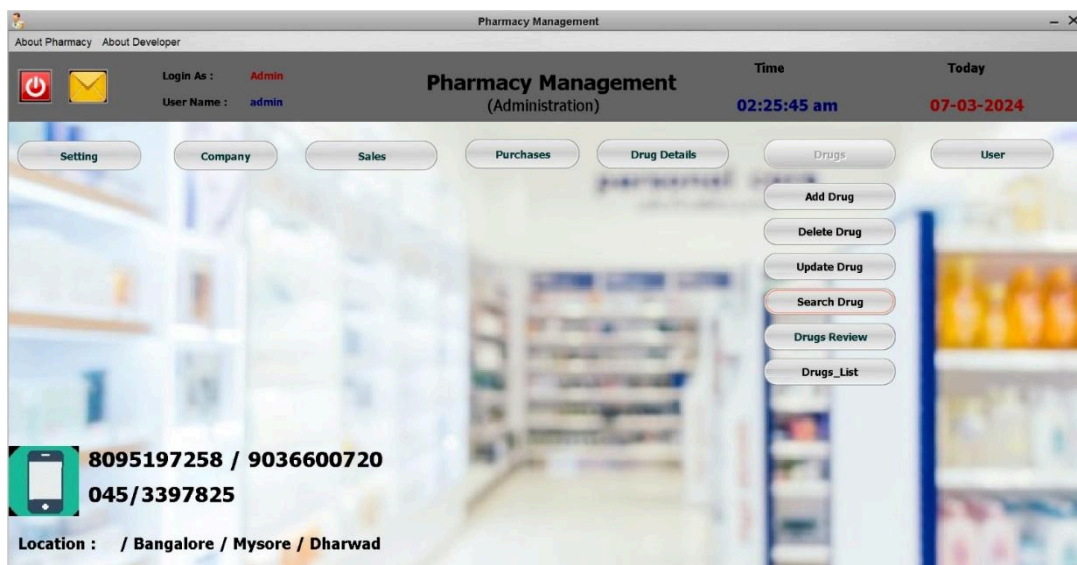 Pharmacy Management
About Pharmacy About Developer
Login As : Admin
User Name : admin
Pharmacy Management
(Administration)
Time
02:25:45 am
Today
07-03-2024
Setting Company Sales Purchases Drug Details Drugs User
personal care
Add Drug
Delete Drug
Update Drug
Search Drug
Drugs Review
Drugs_List
8095197258 / 9036600720
045/3397825
Location : / Bangalore / Mysore / Dharwad